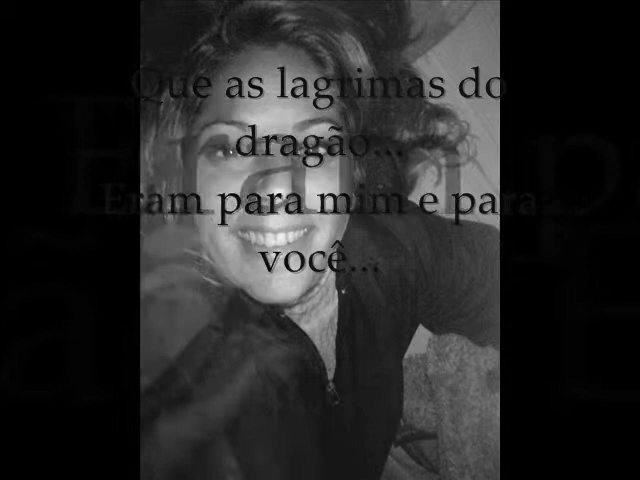 Que as lagrimas do
dragão...
Eram para mim e para
você...